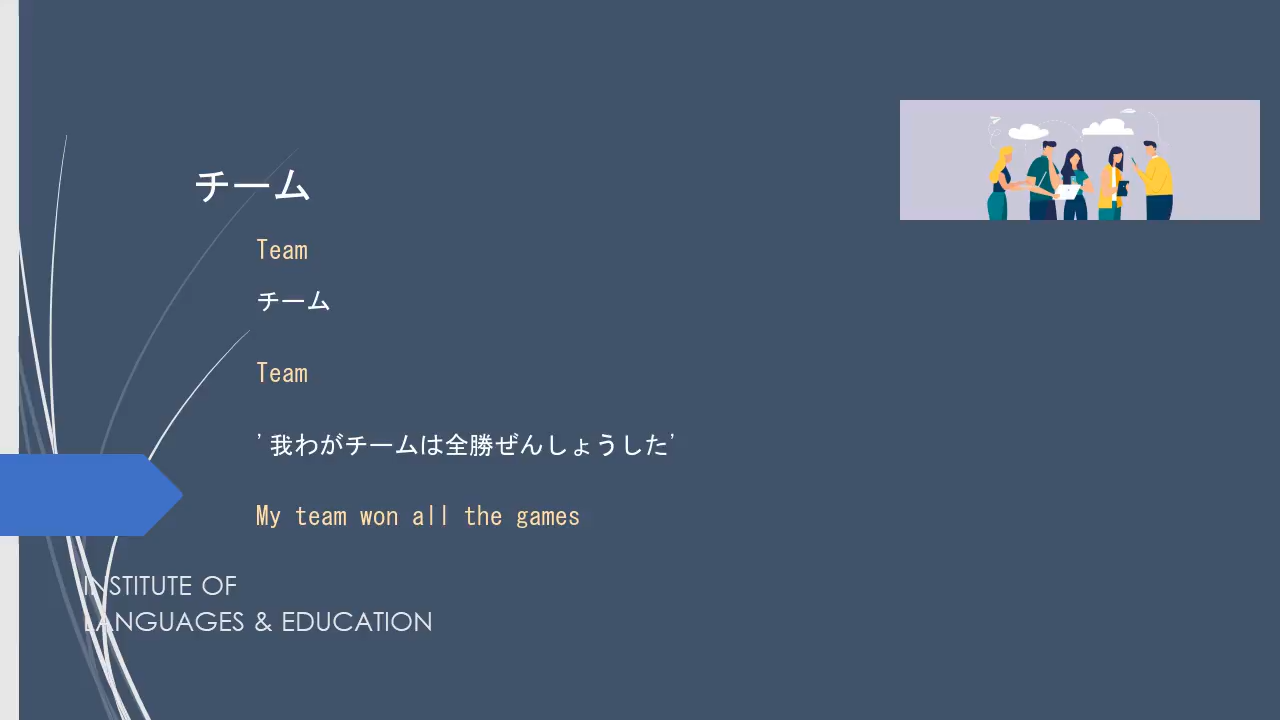 チーム
Team
チーム
Team
'我わがチームは全勝ぜんしょうした'
My team won all the games
INSTITUTE OF
LANGUAGES & EDUCATION